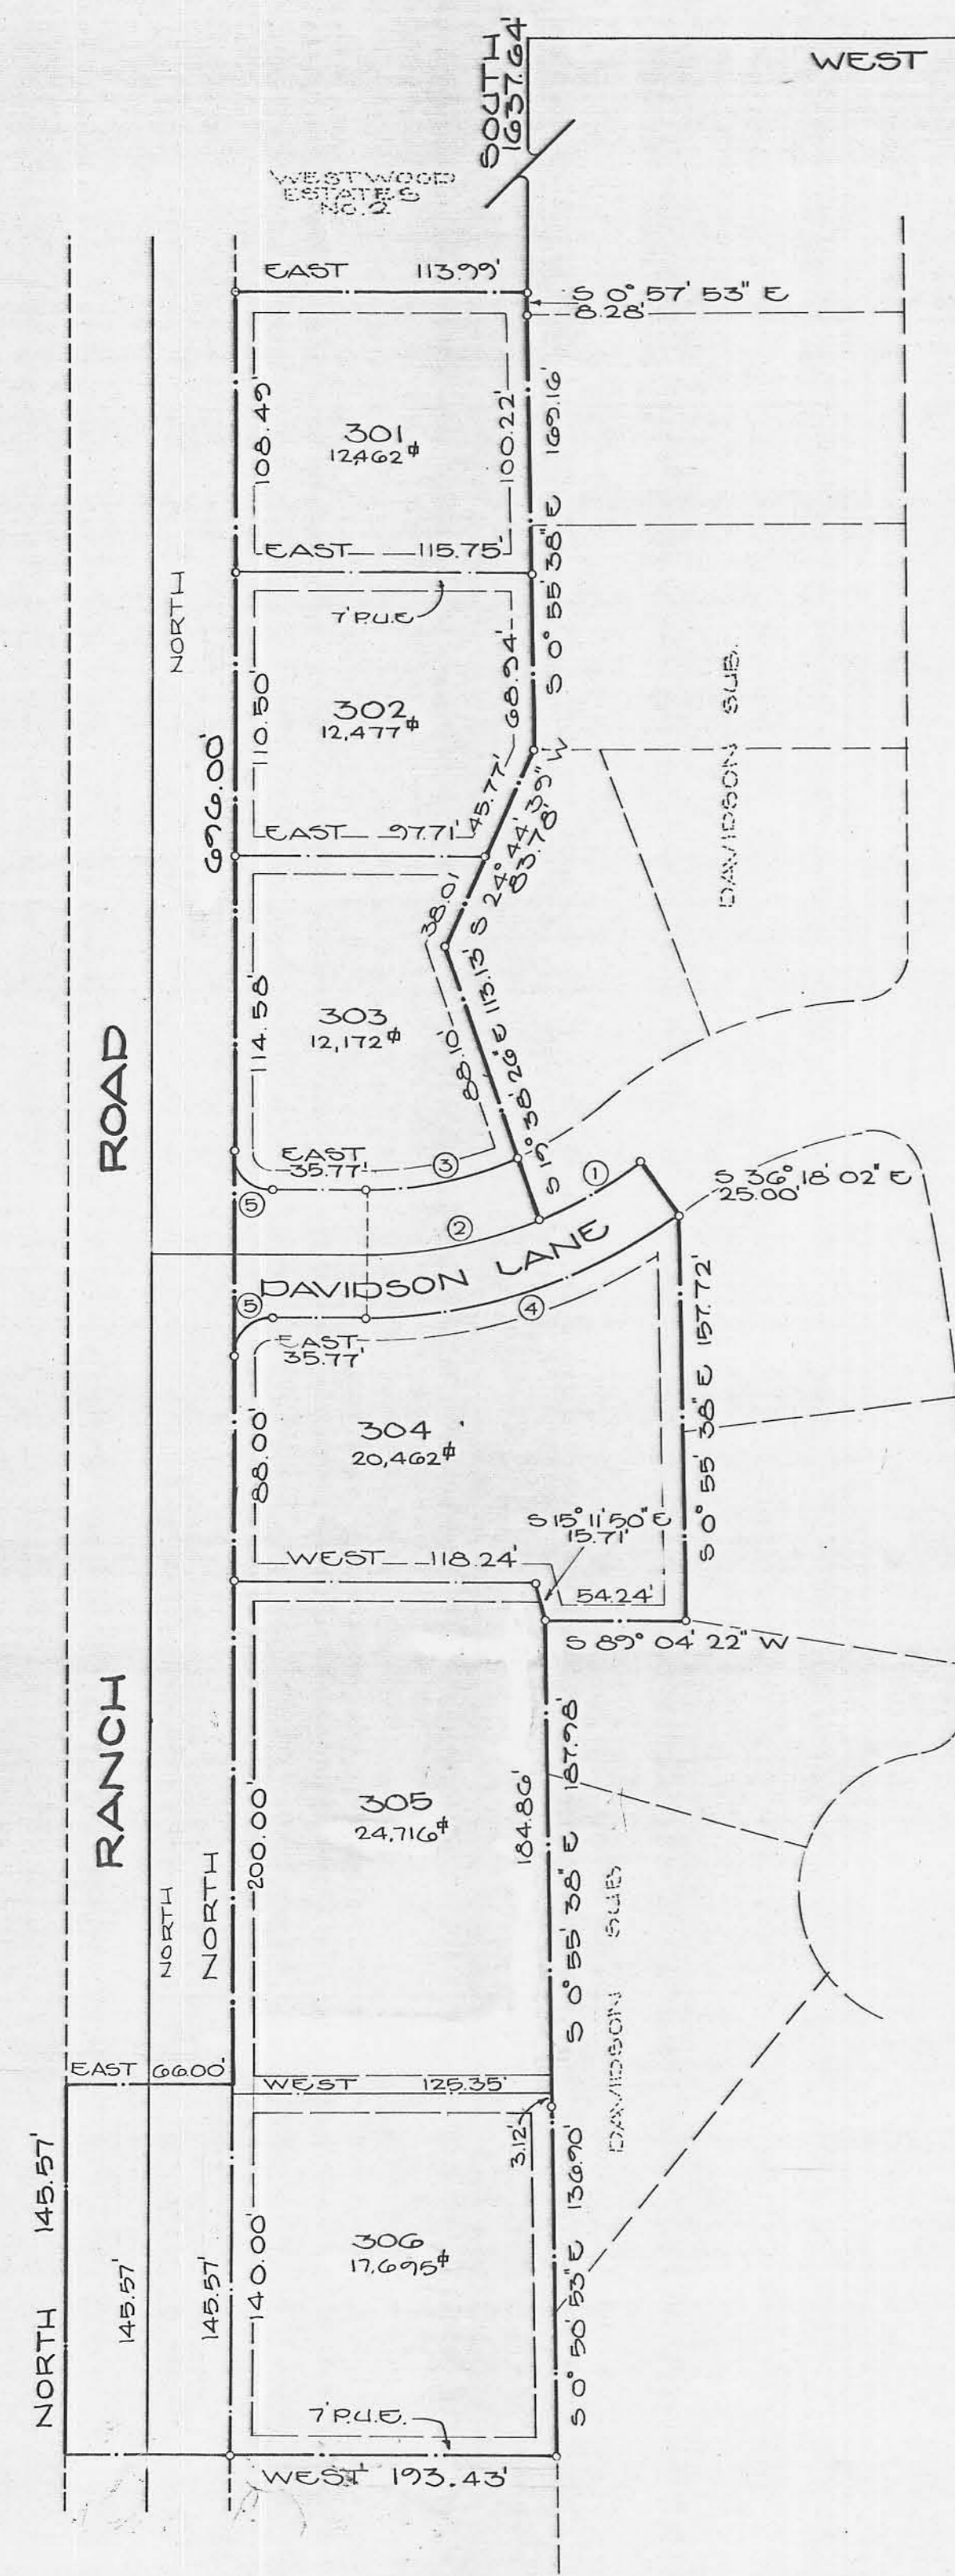 SOUTH
1637.64'
WEST
WESTWOOD
ESTATES
NO. 2
EAST 113.99'
S 0° 57' 53" E
8.28'
108.49'
301
12,462⌗
100.22'
169.16'
EAST 115.75'
S 0° 55' 38" E
7' P.U.E
NORTH
110.50'
302
12,477⌗
68.94'
DAVIDSON SUB.
696.00'
EAST 97.71'
45.77'
S 24° 44' 39" W
83.78'
38.01
ROAD
114.58'
303
12,172⌗
88.10'
S 19° 38' 26" E 113.13'
EAST
35.77'
3
1
S 36° 18' 02" E
25.00'
5
2
DAVIDSON LANE
5
4
EAST
35.77'
88.00'
304
20,462⌗
S 0° 55' 38" E 157.72'
S 15° 11' 50" E
15.71'
WEST 118.24'
54.24'
S 89° 04' 22" W
RANCH
200.00'
305
24,716⌗
184.86'
187.98'
S 0° 55' 38" E
DAVIDSON SUB
NORTH
NORTH
EAST 66.00'
WEST 125.35'
3.12'
NORTH 145.57'
145.57'
145.57'
140.00'
306
17,695⌗
S 0° 50' 53" E 136.90'
7' P.U.E.
WEST 193.43'